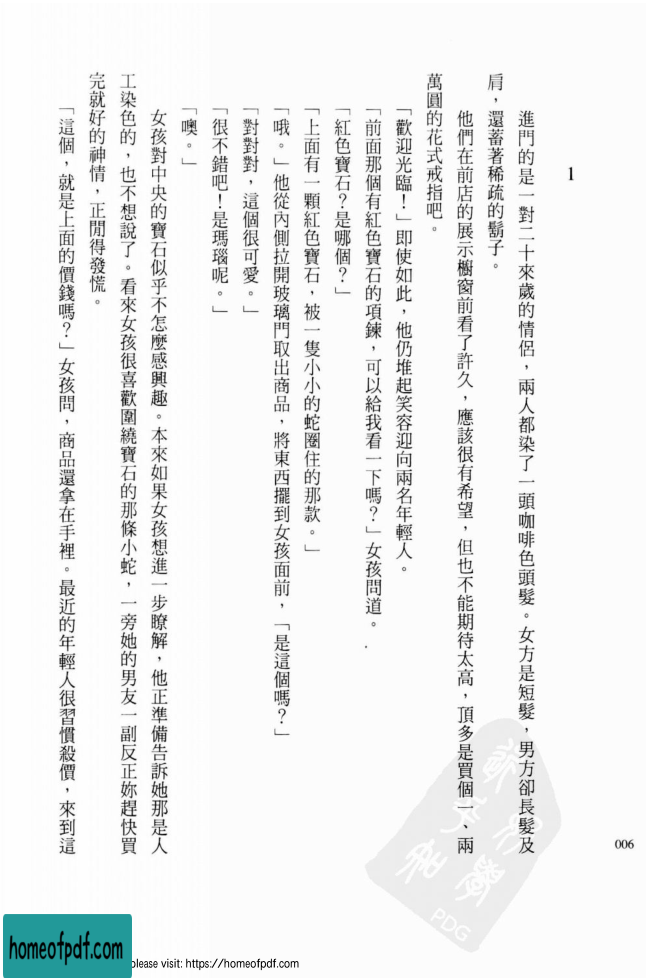 1
進門的是一對二十來歲的情侶，兩人都染了一頭咖啡色頭髮。女方是短髮，男方卻長髮及
肩，還蓄著稀疏的鬍子。
他們在前店的展示櫥窗前看了許久，應該很有希望，但也不能期待太高，頂多是買個一、兩
萬圓的花式戒指吧。
「歡迎光臨！」即使如此，他仍堆起笑容迎向兩名年輕人。
「前面那個有紅色寶石的項鍊，可以給我看一下嗎？」女孩問道。
「紅色寶石？是哪個？」
「上面有一顆紅色寶石，被一隻小小的蛇圈住的那款。」
「哦。」他從內側拉開玻璃門取出商品，將東西擺到女孩面前，「是這個嗎？」
「對對對，這個很可愛。」
「很不錯吧！是瑪瑙呢。」
「噢。」
女孩對中央的寶石似乎不怎麼感興趣。本來如果女孩想進一步瞭解，他正準備告訴她那是人
工染色的，也不想說了。看來女孩很喜歡圍繞寶石的那條小蛇，一旁她的男友一副反正妳趕快買
完就好的神情，正閒得發慌。
「這個，就是上面的價錢嗎？」女孩問，商品還拿在手裡。最近的年輕人很習慣殺價，來到這
006
PDG
homeofpdf.com
please visit: https://homeofpdf.com